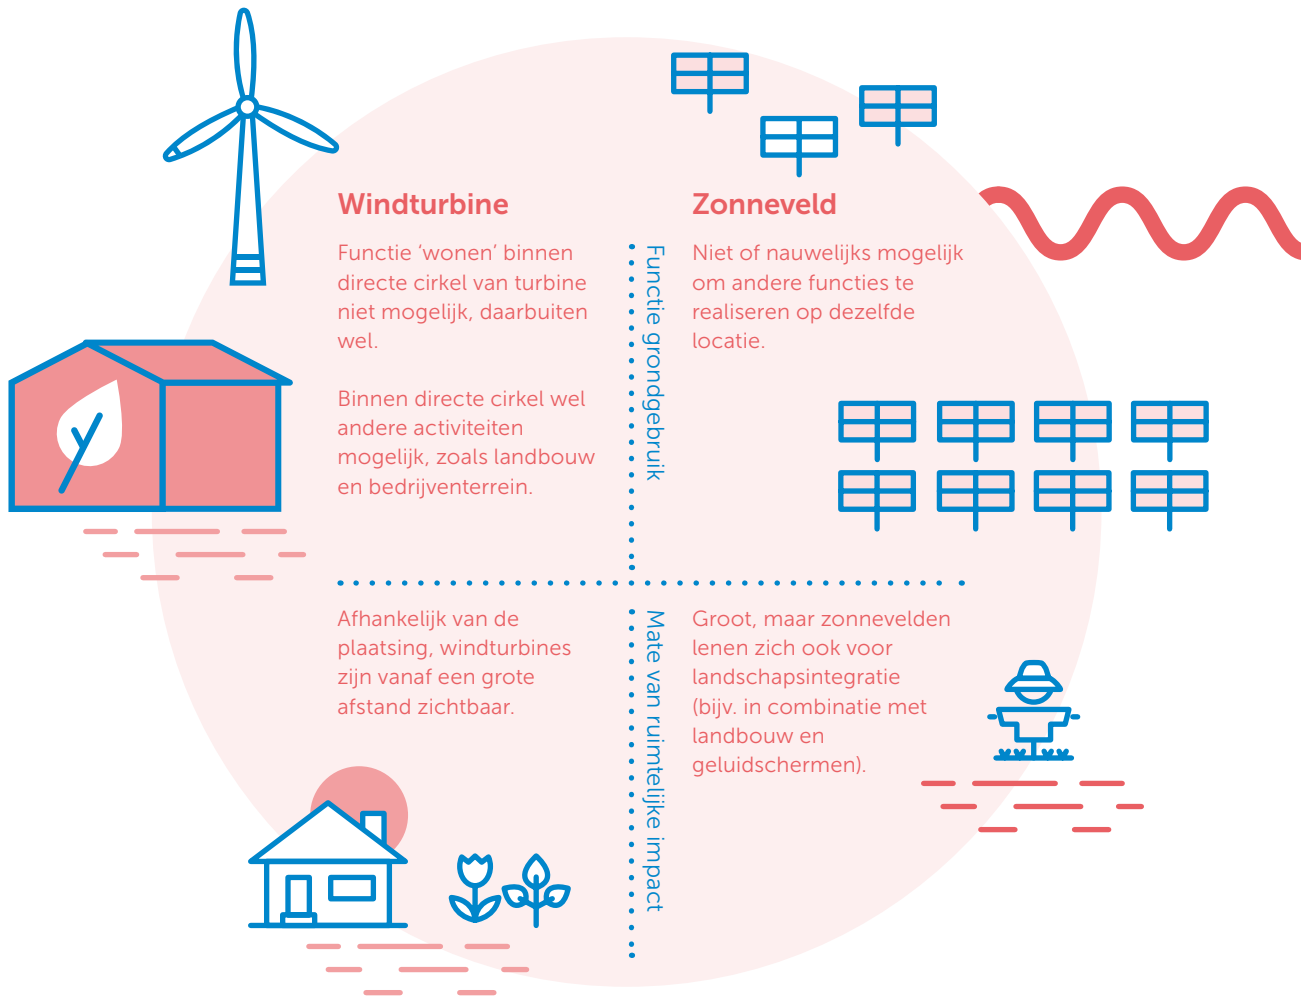 Windturbine
Functie ‘wonen’ binnen
directe cirkel van turbine
niet mogelijk, daarbuiten
wel.
Binnen directe cirkel wel
andere activiteiten
mogelijk, zoals landbouw
en bedrijventerrein.
Functie grondgebruik
Zonneveld
Niet of nauwelijks mogelijk
om andere functies te
realiseren op dezelfde
locatie.
Afhankelijk van de
plaatsing, windturbines
zijn vanaf een grote
afstand zichtbaar.
Mate van ruimtelijke impact
Groot, maar zonnevelden
lenen zich ook voor
landschapsintegratie
(bijv. in combinatie met
landbouw en
geluidschermen).